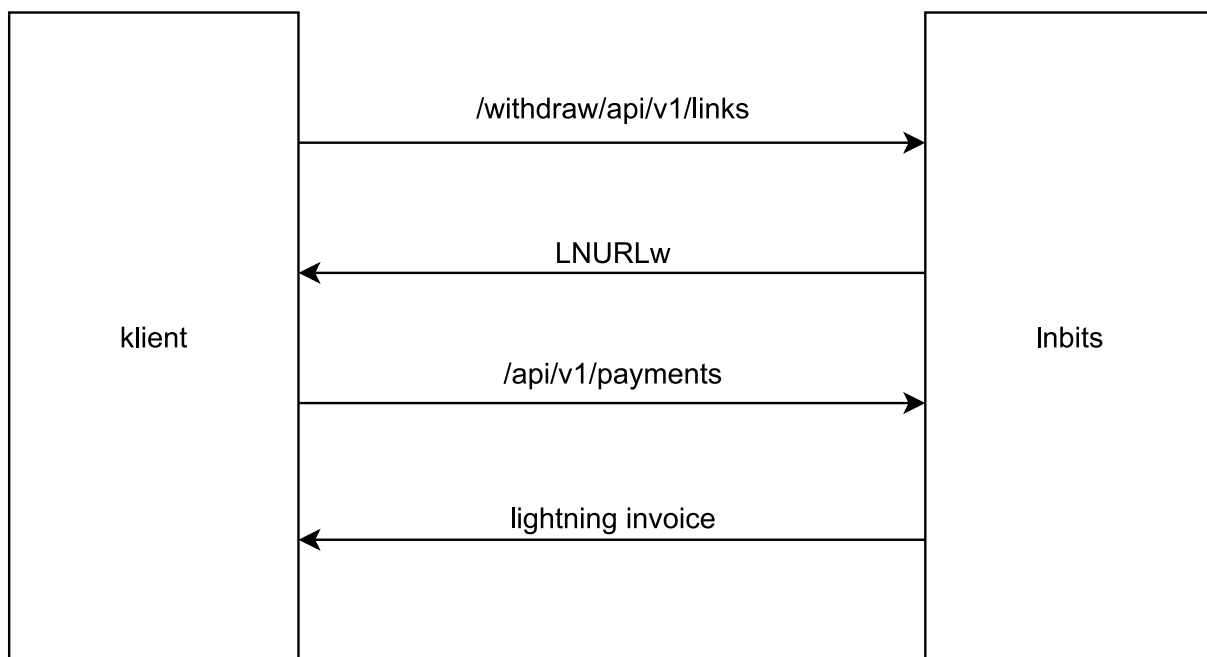 /withdraw/api/v1/links
LNURLw
klient
lnbits
/api/v1/payments
lightning invoice